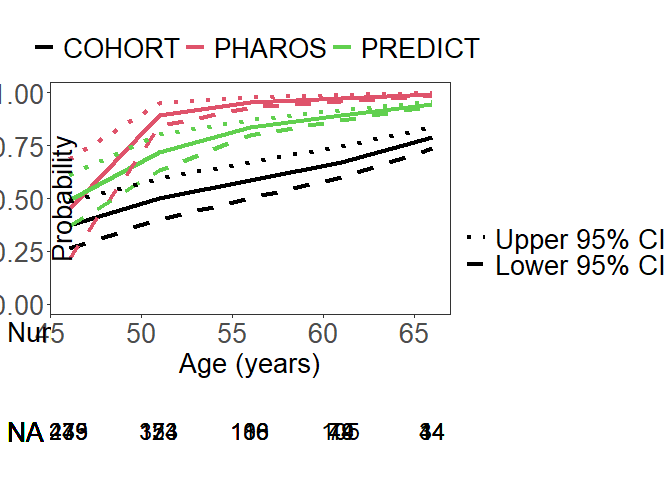 COHORT PHAROS PREDICT
1.00
0.75
0.50
0.25
0.00
Probability
Upper 95% CI
Lower 95% CI
45 50 55 60 65
Age (years)
NA